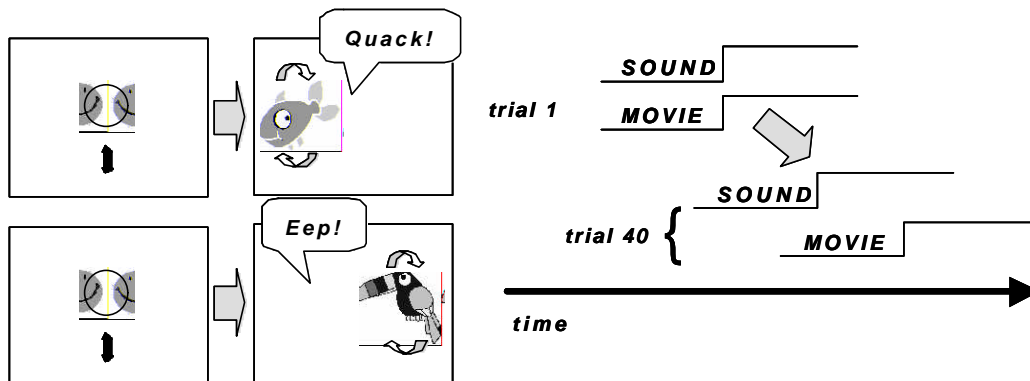 Quack!
Eep!
SOUND
trial 1
MOVIE
SOUND
trial 40 {
MOVIE
time